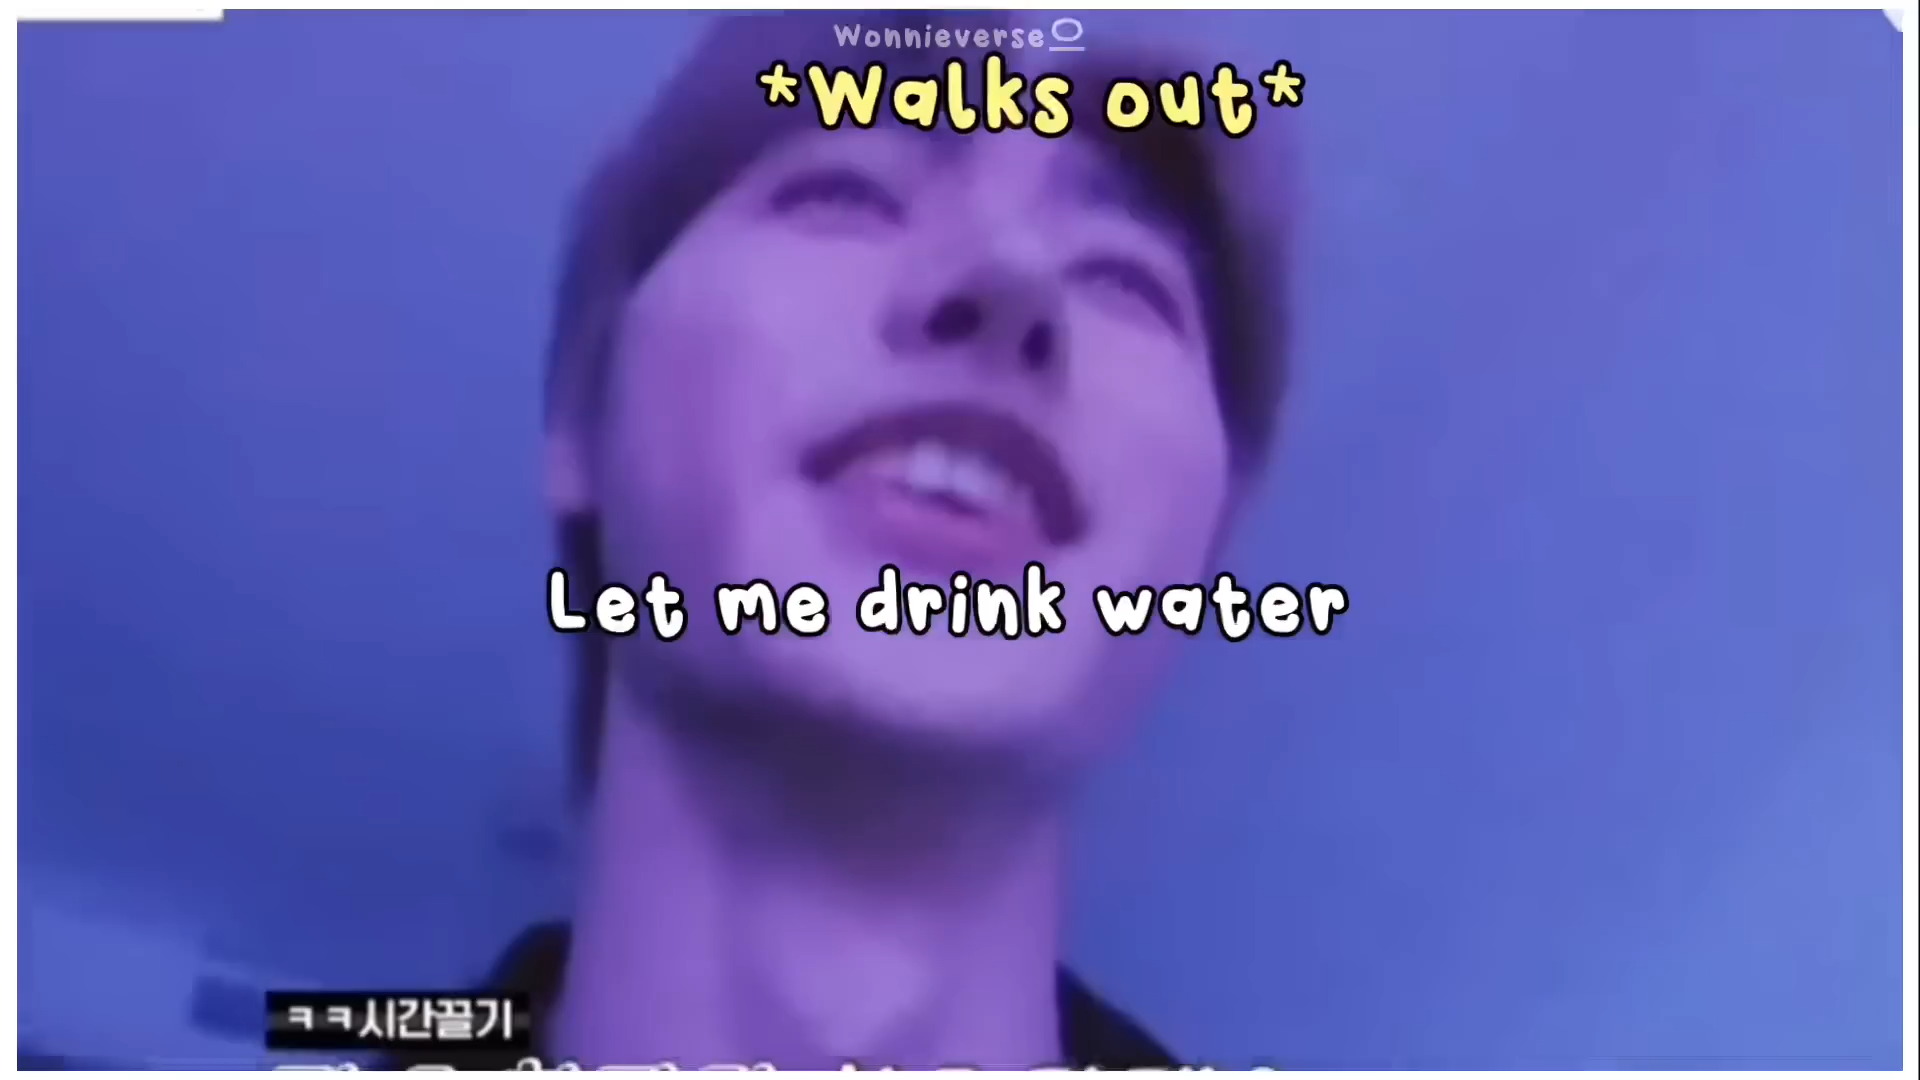 Wonnieverse
*Walks out*
Let me drink water
ㅋㅋ시간끌기